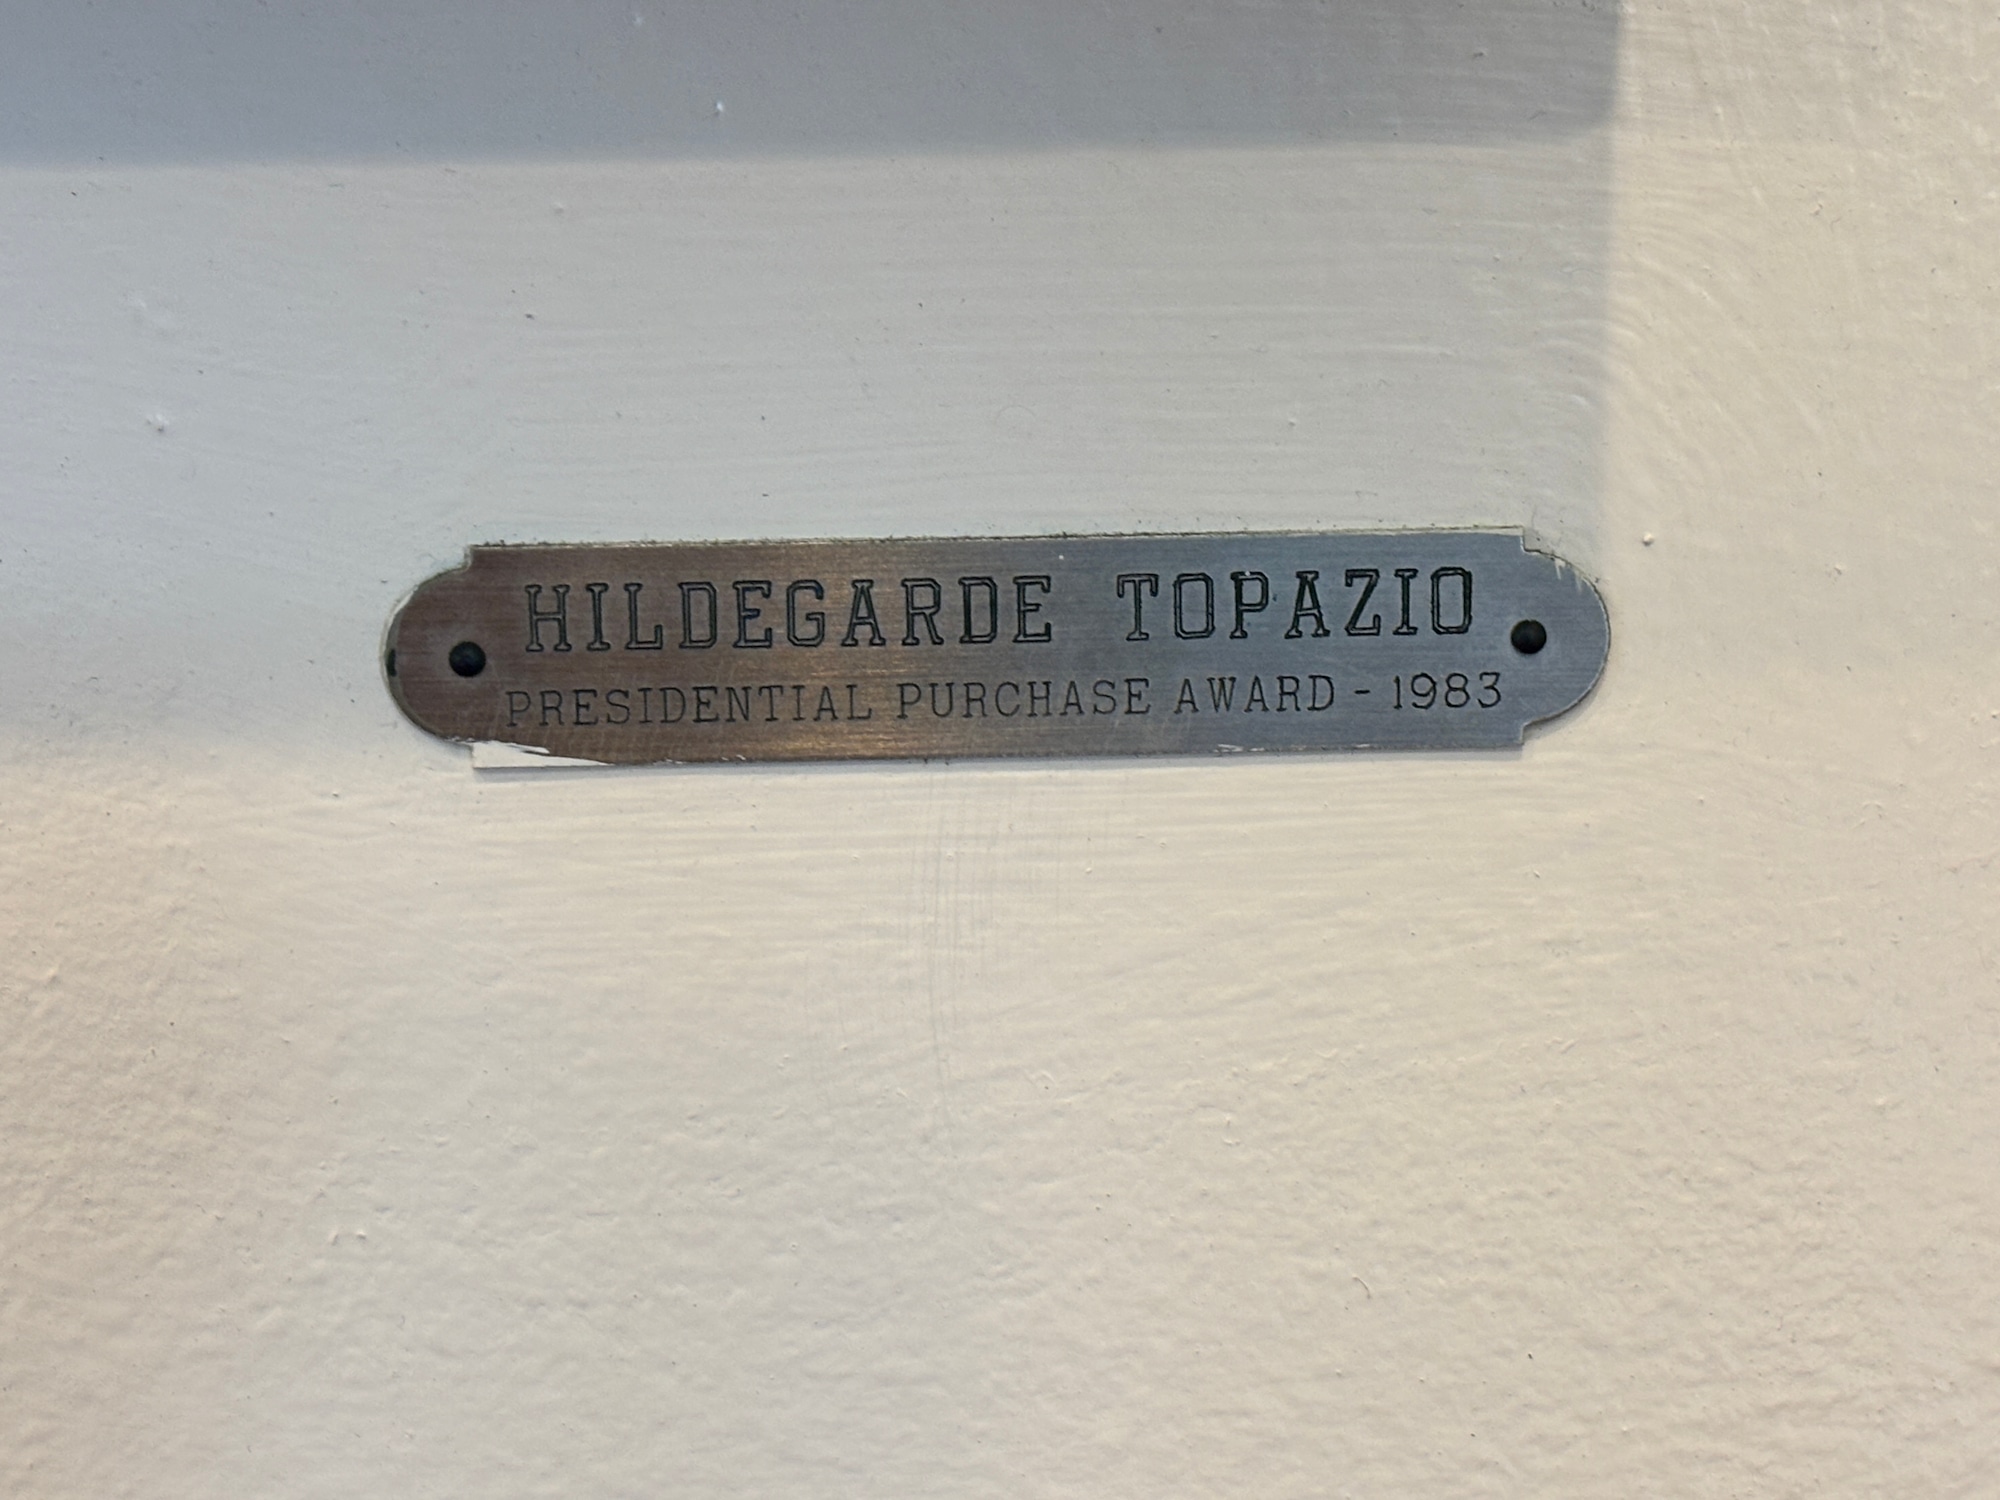 HILDEGARDE TOPAZIO
PRESIDENTIAL PURCHASE AWARD - 1983